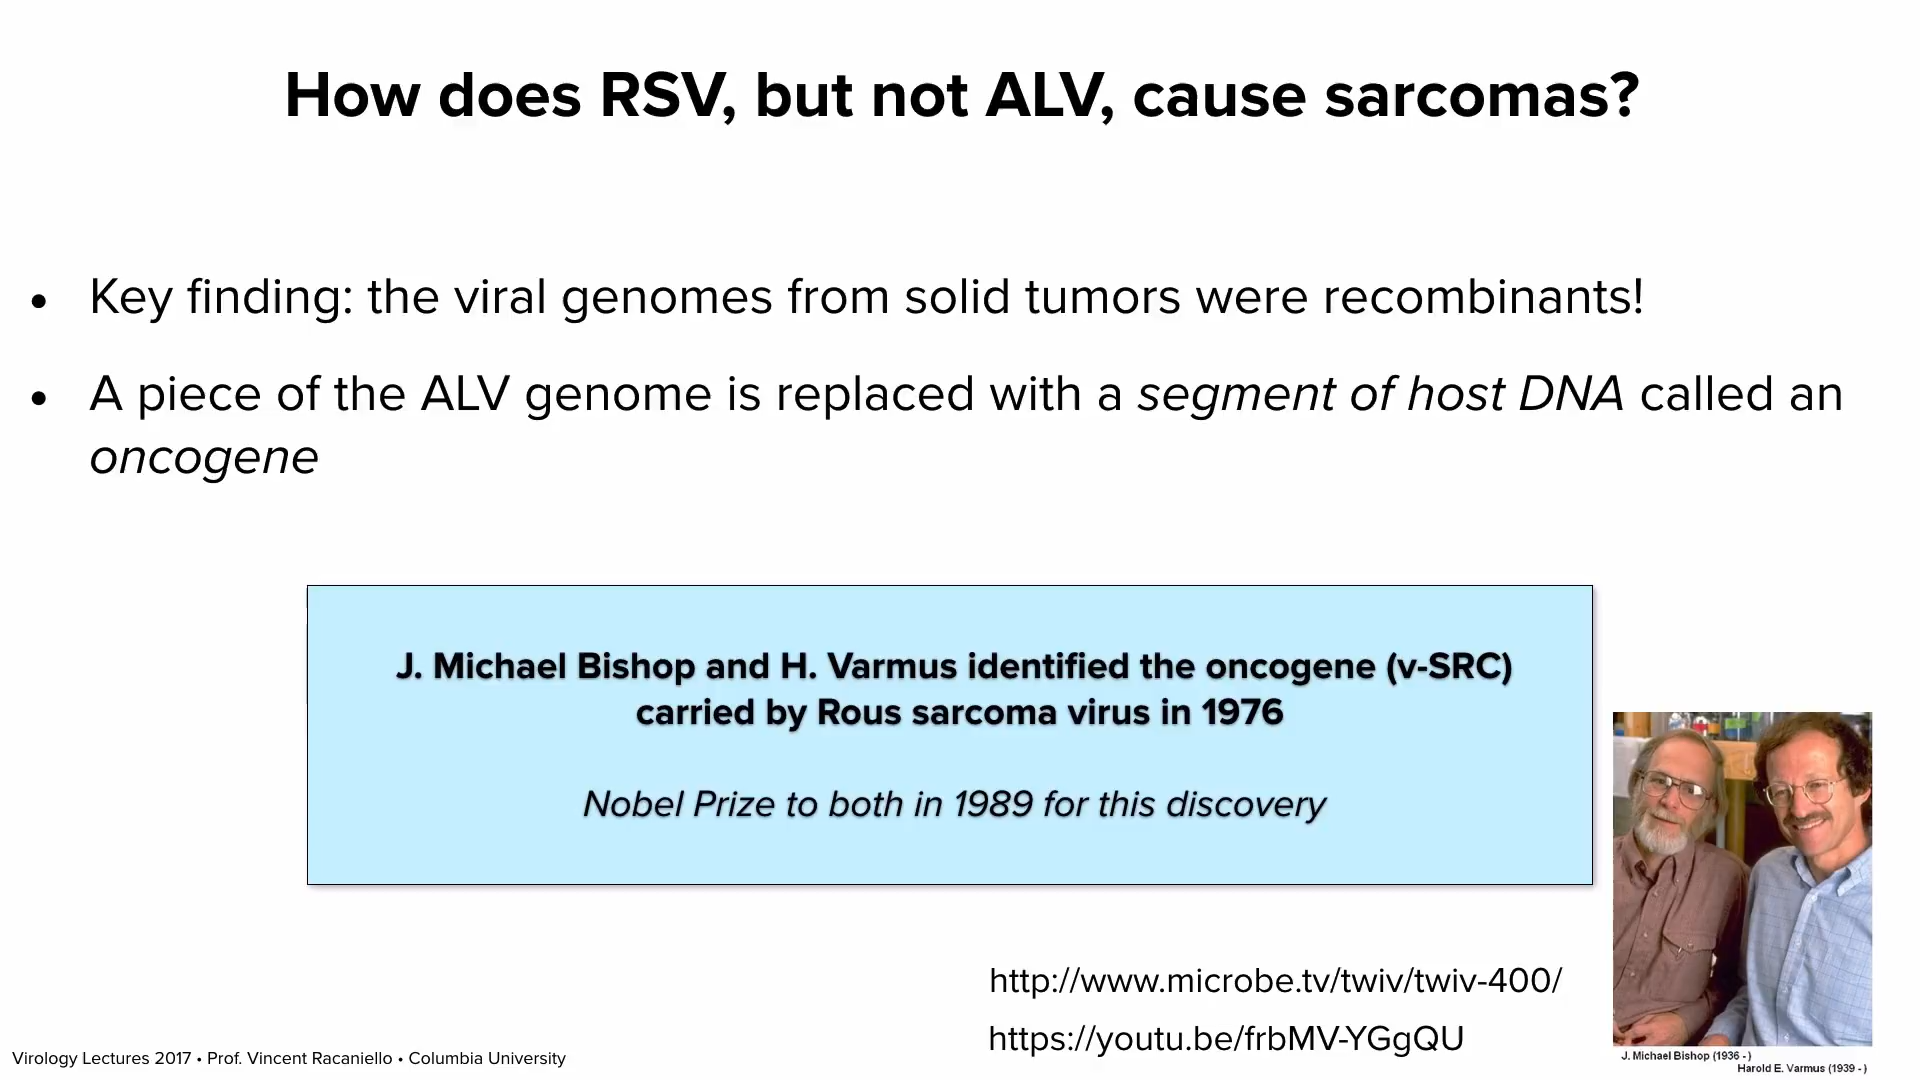 How does RSV, but not ALV, cause sarcomas?
• Key finding: the viral genomes from solid tumors were recombinants!
• A piece of the ALV genome is replaced with a segment of host DNA called an
oncogene
J. Michael Bishop and H. Varmus identified the oncogene (v-SRC)
carried by Rous sarcoma virus in 1976
Nobel Prize to both in 1989 for this discovery
http://www.microbe.tv/twiv/twiv-400/
https://youtu.be/frbMV-YGgQU
Virology Lectures 2017 • Prof. Vincent Racaniello • Columbia University
J. Michael Bishop (1936 - )
Harold E. Varmus (1939 - )